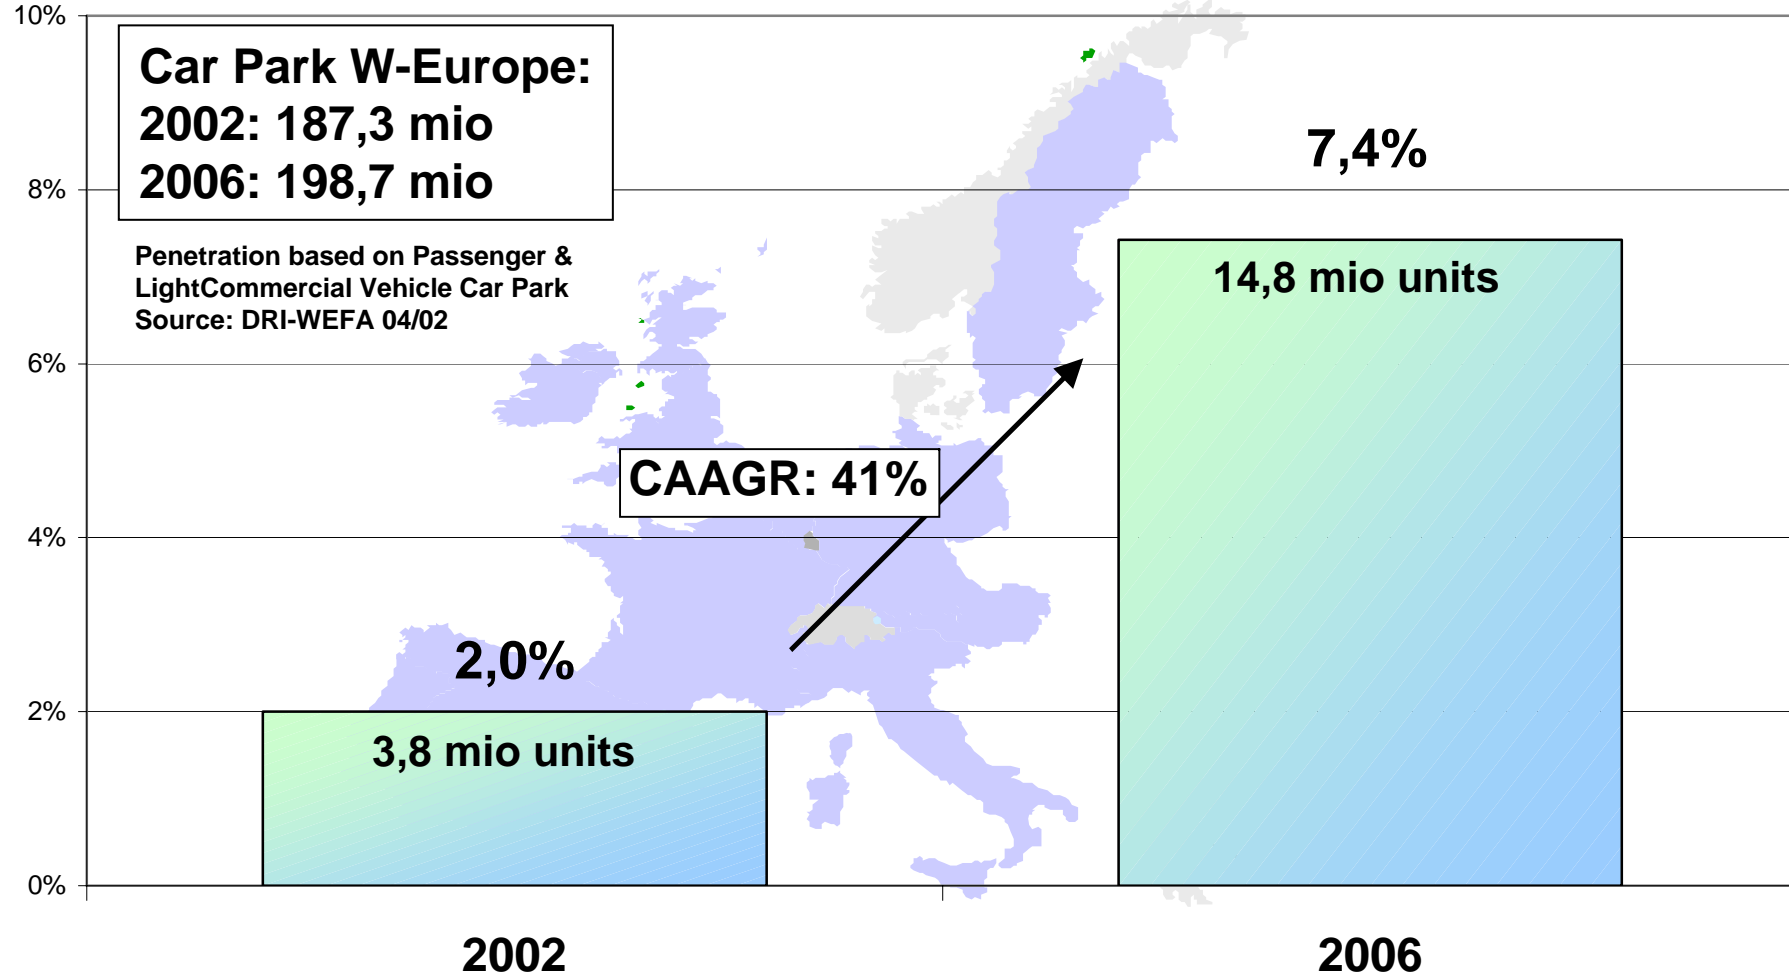 10%
Car Park W-Europe:
2002: 187,3 mio
2006: 198,7 mio
7,4%
8%
Penetration based on Passenger &
LightCommercial Vehicle Car Park
Source: DRI-WEFA 04/02
14,8 mio units
6%
CAAGR: 41%
4%
2,0%
2%
3,8 mio units
0%
2002
2006